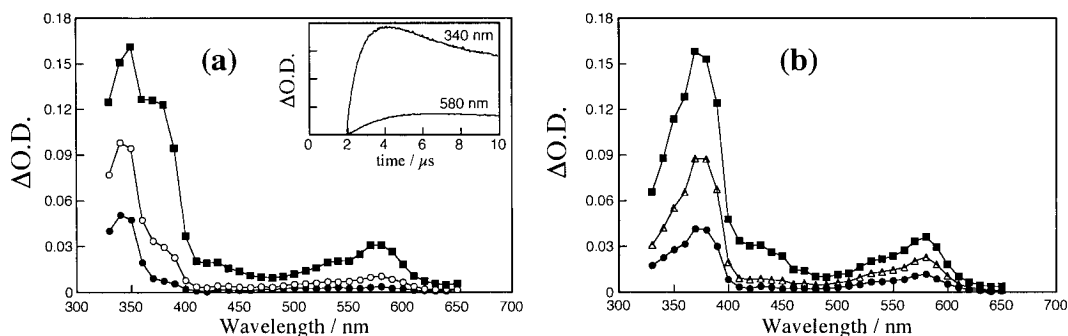 0.18
0.15
0.12
0.09
0.06
0.03
0
ΔO.D.
(a)
ΔO.D.
340 nm
580 nm
0 2 4 6 8 10
time / μs
300 350 400 450 500 550 600 650 700
Wavelength / nm
0.18
0.15
0.12
0.09
0.06
0.03
0
ΔO.D.
(b)
300 350 400 450 500 550 600 650 700
Wavelength / nm